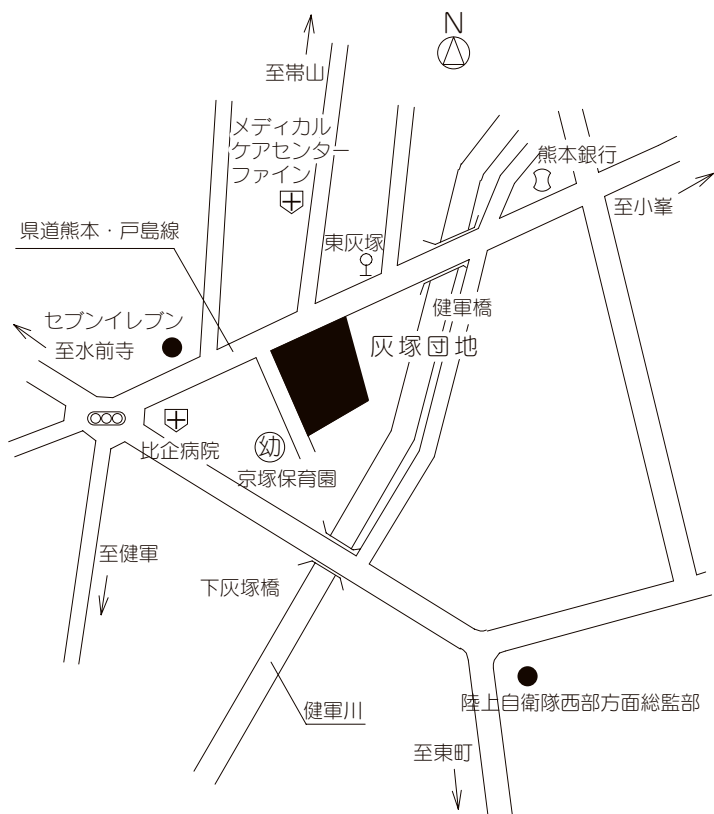 N
至帯山
メディカル
ケアセンター
ファイン
熊本銀行
至小峯
県道熊本・戸島線
東灰塚
健軍橋
セブンイレブン
至水前寺
灰塚団地
比企病院
幼
京塚保育園
至健軍
下灰塚橋
健軍川
陸上自衛隊西部方面総監部
至東町